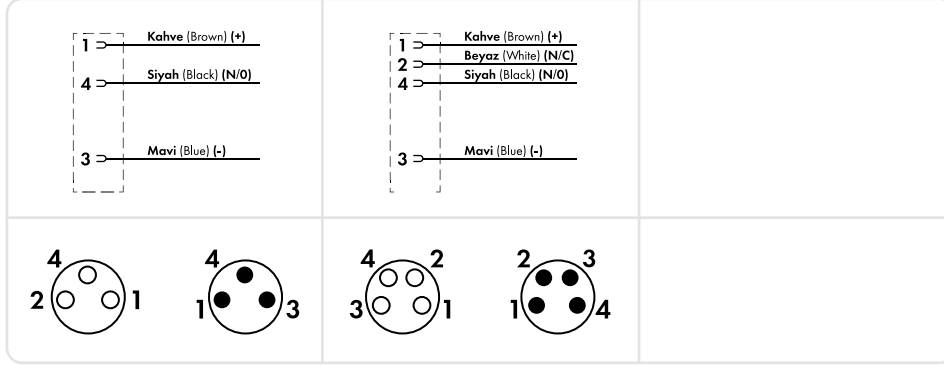 1 Kahve (Brown) (+)
4 Siyah (Black) (N/0)
3 Mavi (Blue) (-)
1 Kahve (Brown) (+)
2 Beyaz (White) (N/C)
4 Siyah (Black) (N/0)
3 Mavi (Blue) (-)
4
2 1
4
1 3
4 2
3 1
2 3
1 4